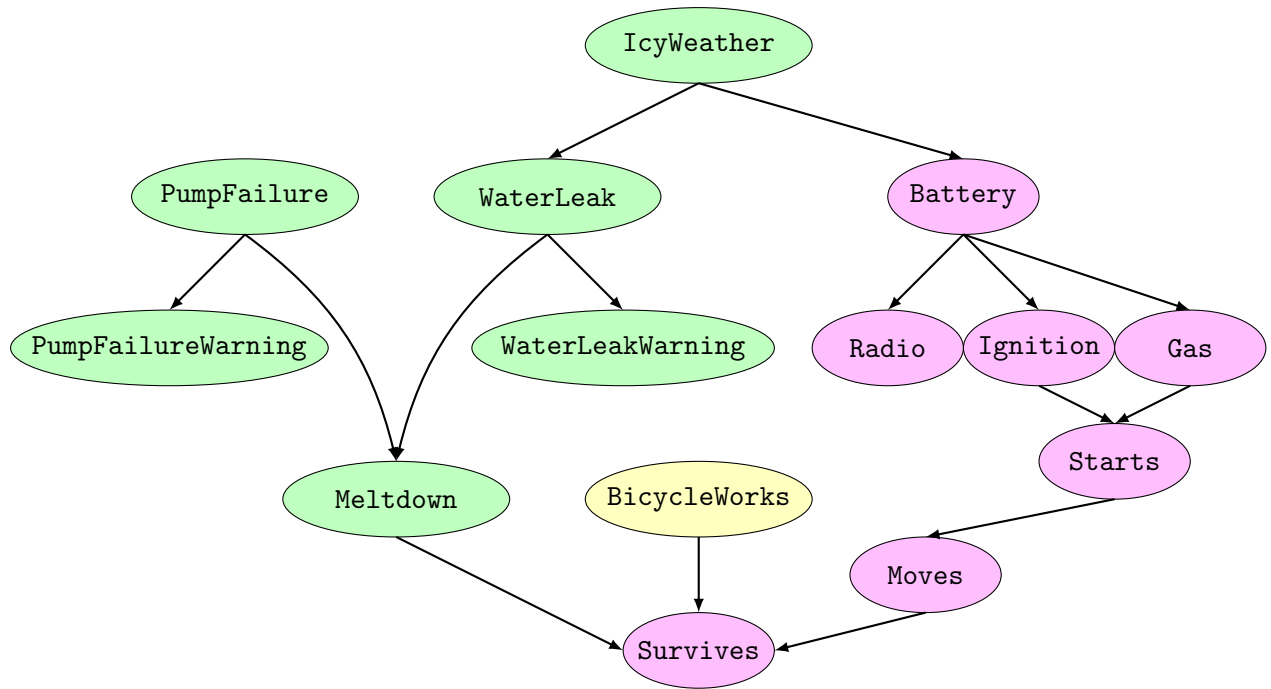 IcyWeather
PumpFailure
WaterLeak
Battery
PumpFailureWarning
WaterLeakWarning
Radio
Ignition
Gas
Starts
Meltdown
BicycleWorks
Moves
Survives